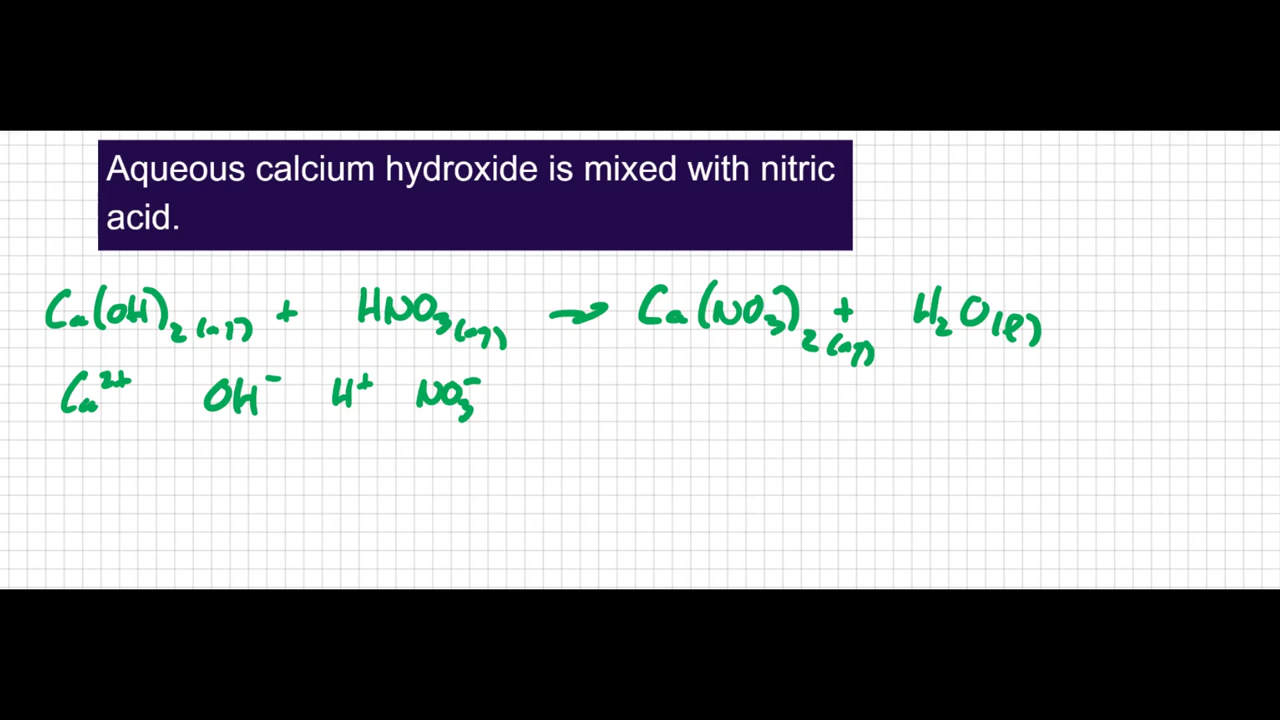 Aqueous calcium hydroxide is mixed with nitric
acid.
Ca(OH)₂(aq) + HNO₃(aq) → Ca(NO₃)₂(aq) + H₂O(l)
Ca²⁺ OH⁻ H⁺ NO₃⁻